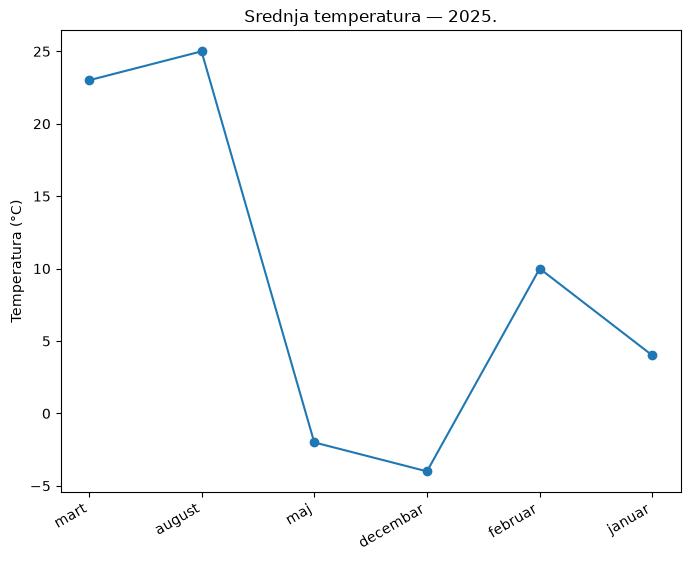 Srednja temperatura — 2025.
Temperatura (°C)
25
20
15
10
5
0
−5
mart
august
maj
decembar
februar
januar